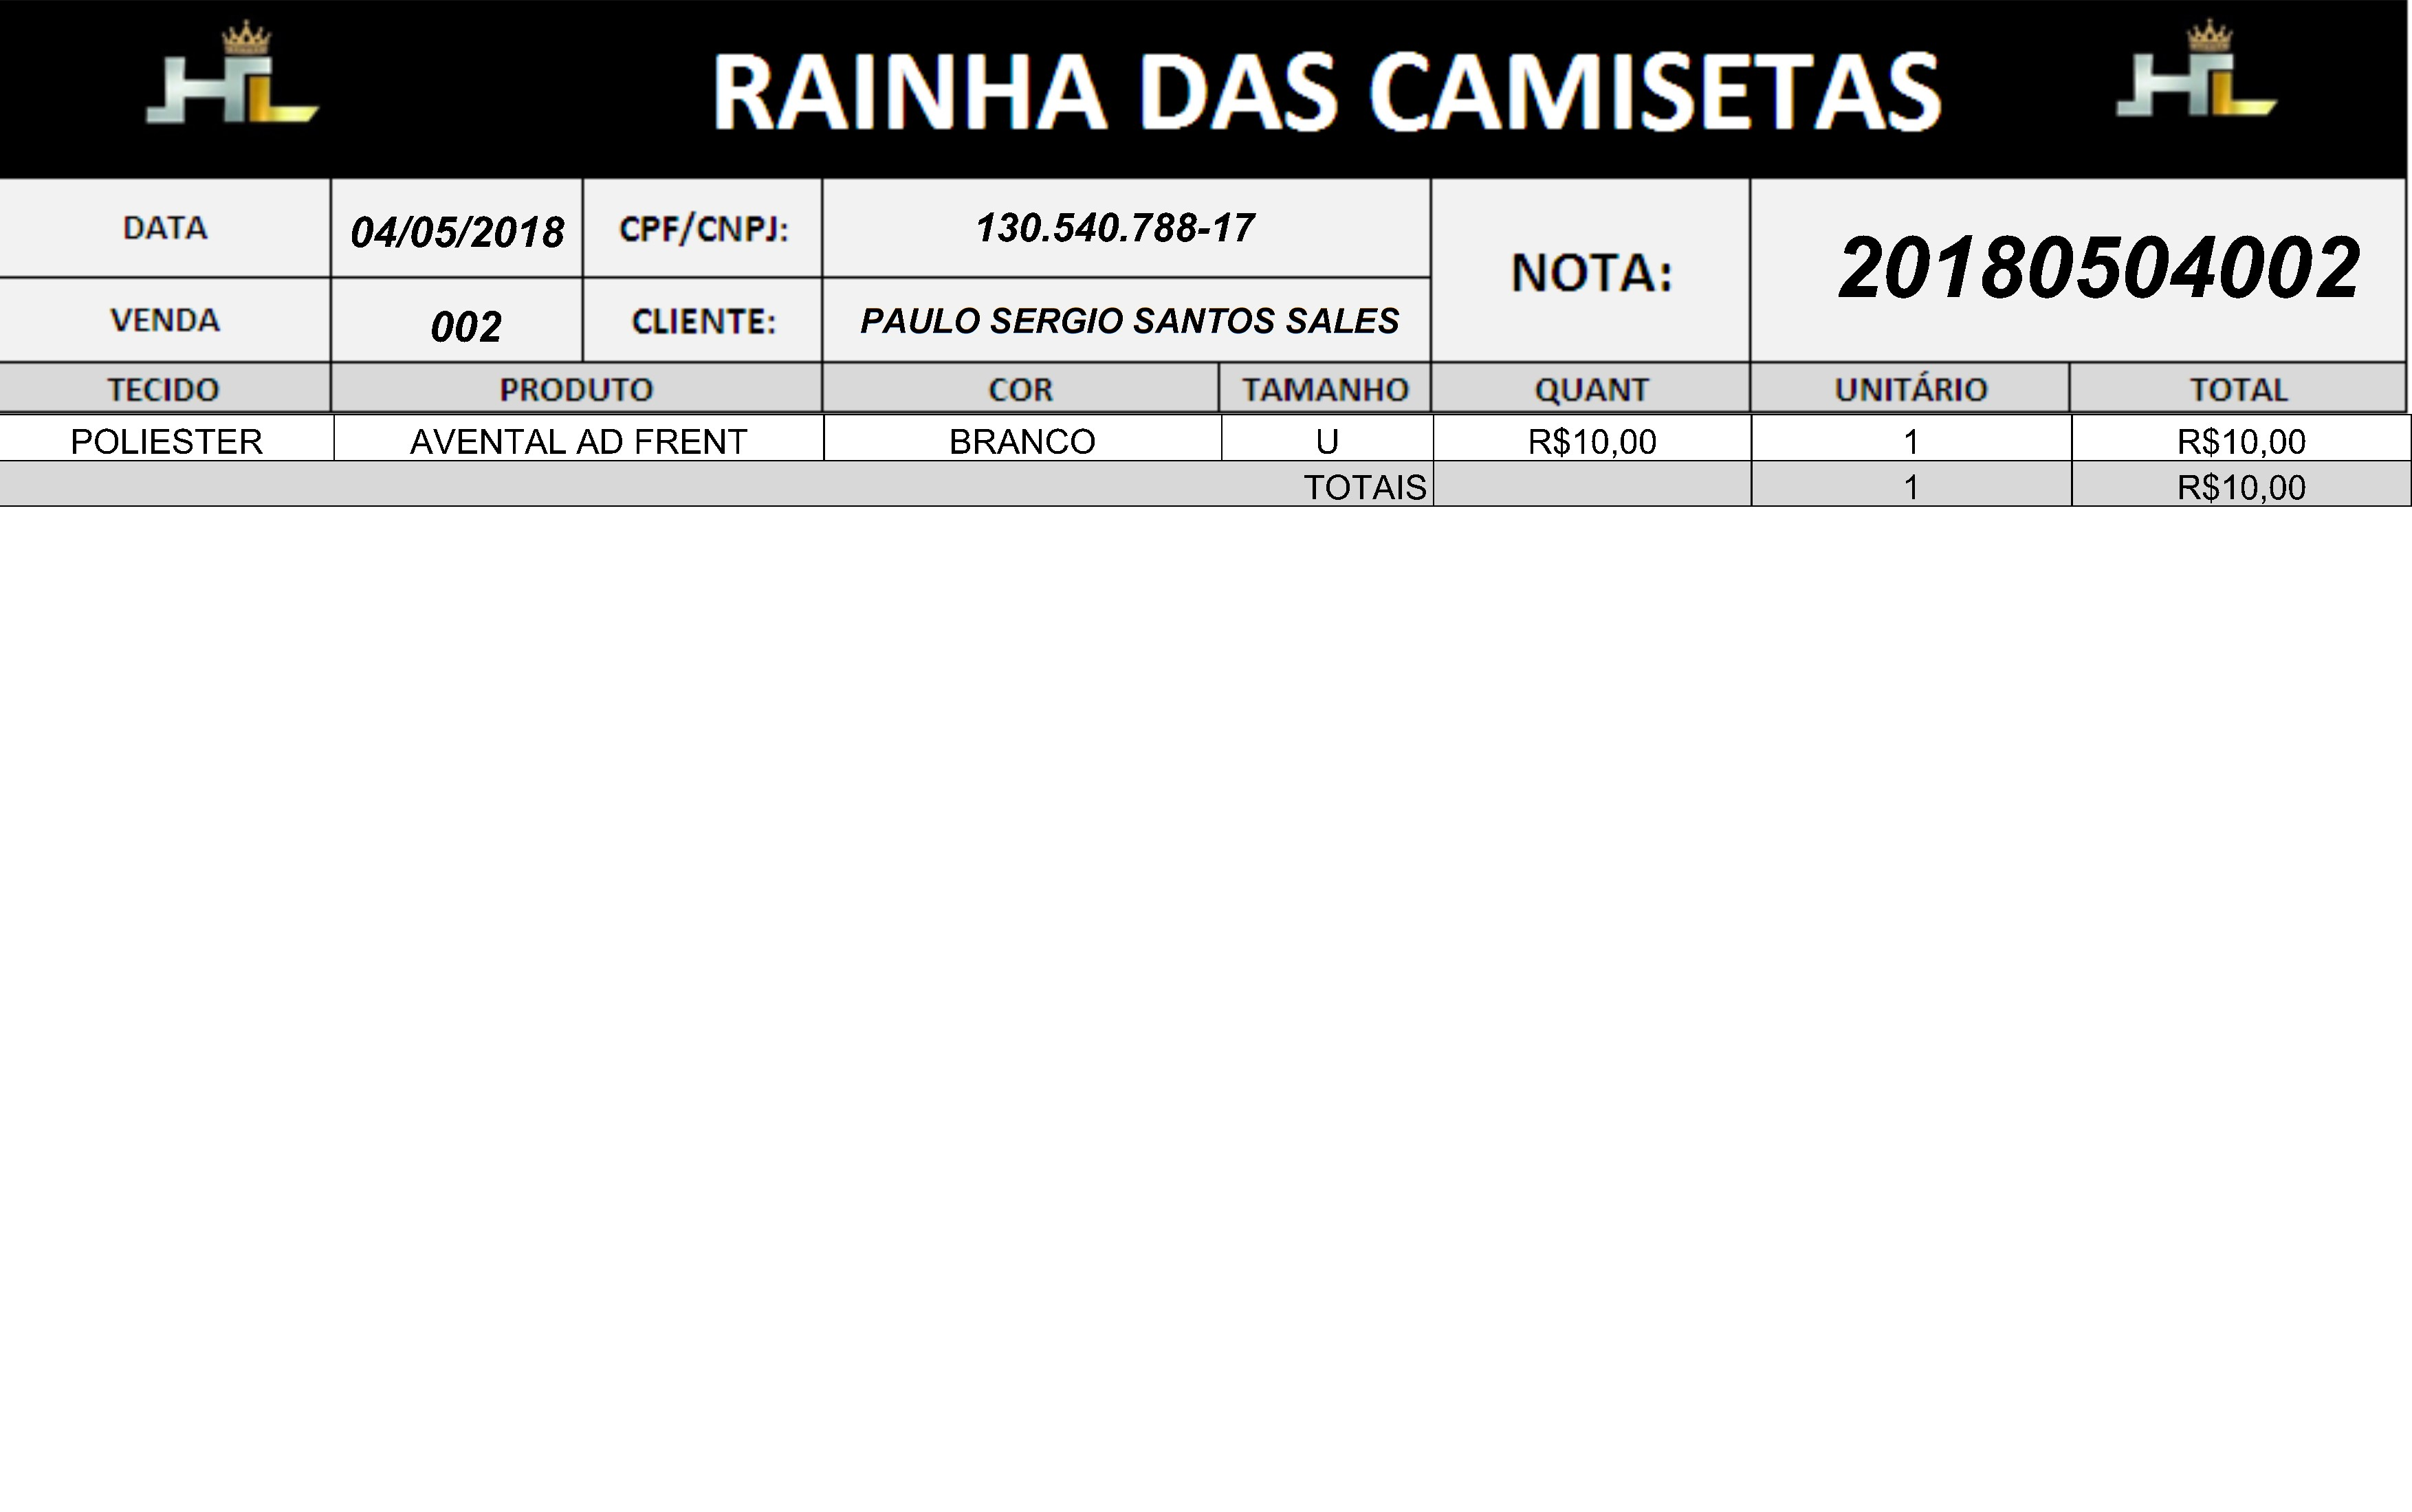 HL RAINHA DAS CAMISETAS HL
DATA 04/05/2018 CPF/CNPJ: 130.540.788-17 NOTA: 20180504002
VENDA 002 CLIENTE: PAULO SERGIO SANTOS SALES
TECIDO PRODUTO COR TAMANHO QUANT UNITÁRIO TOTAL
POLIESTER AVENTAL AD FRENT BRANCO U R$10,00 1 R$10,00
TOTAIS 1 R$10,00